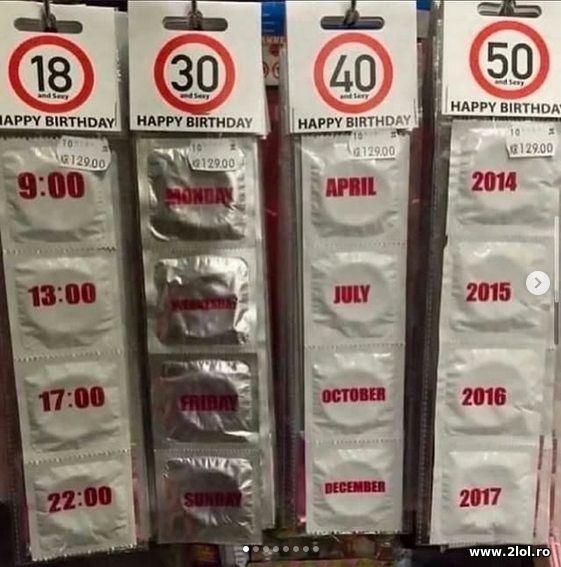 18
and Sexy
HAPPY BIRTHDAY
129.00
9:00
13:00
17:00
22:00
30
and Sexy
HAPPY BIRTHDAY
129.00
MONDAY
WEDNESDAY
FRIDAY
SUNDAY
40
and Sexy
HAPPY BIRTHDAY
129.00
APRIL
JULY
OCTOBER
DECEMBER
50
and Sexy
HAPPY BIRTHDAY
129.00
2014
2015
2016
2017
www.2lol.ro